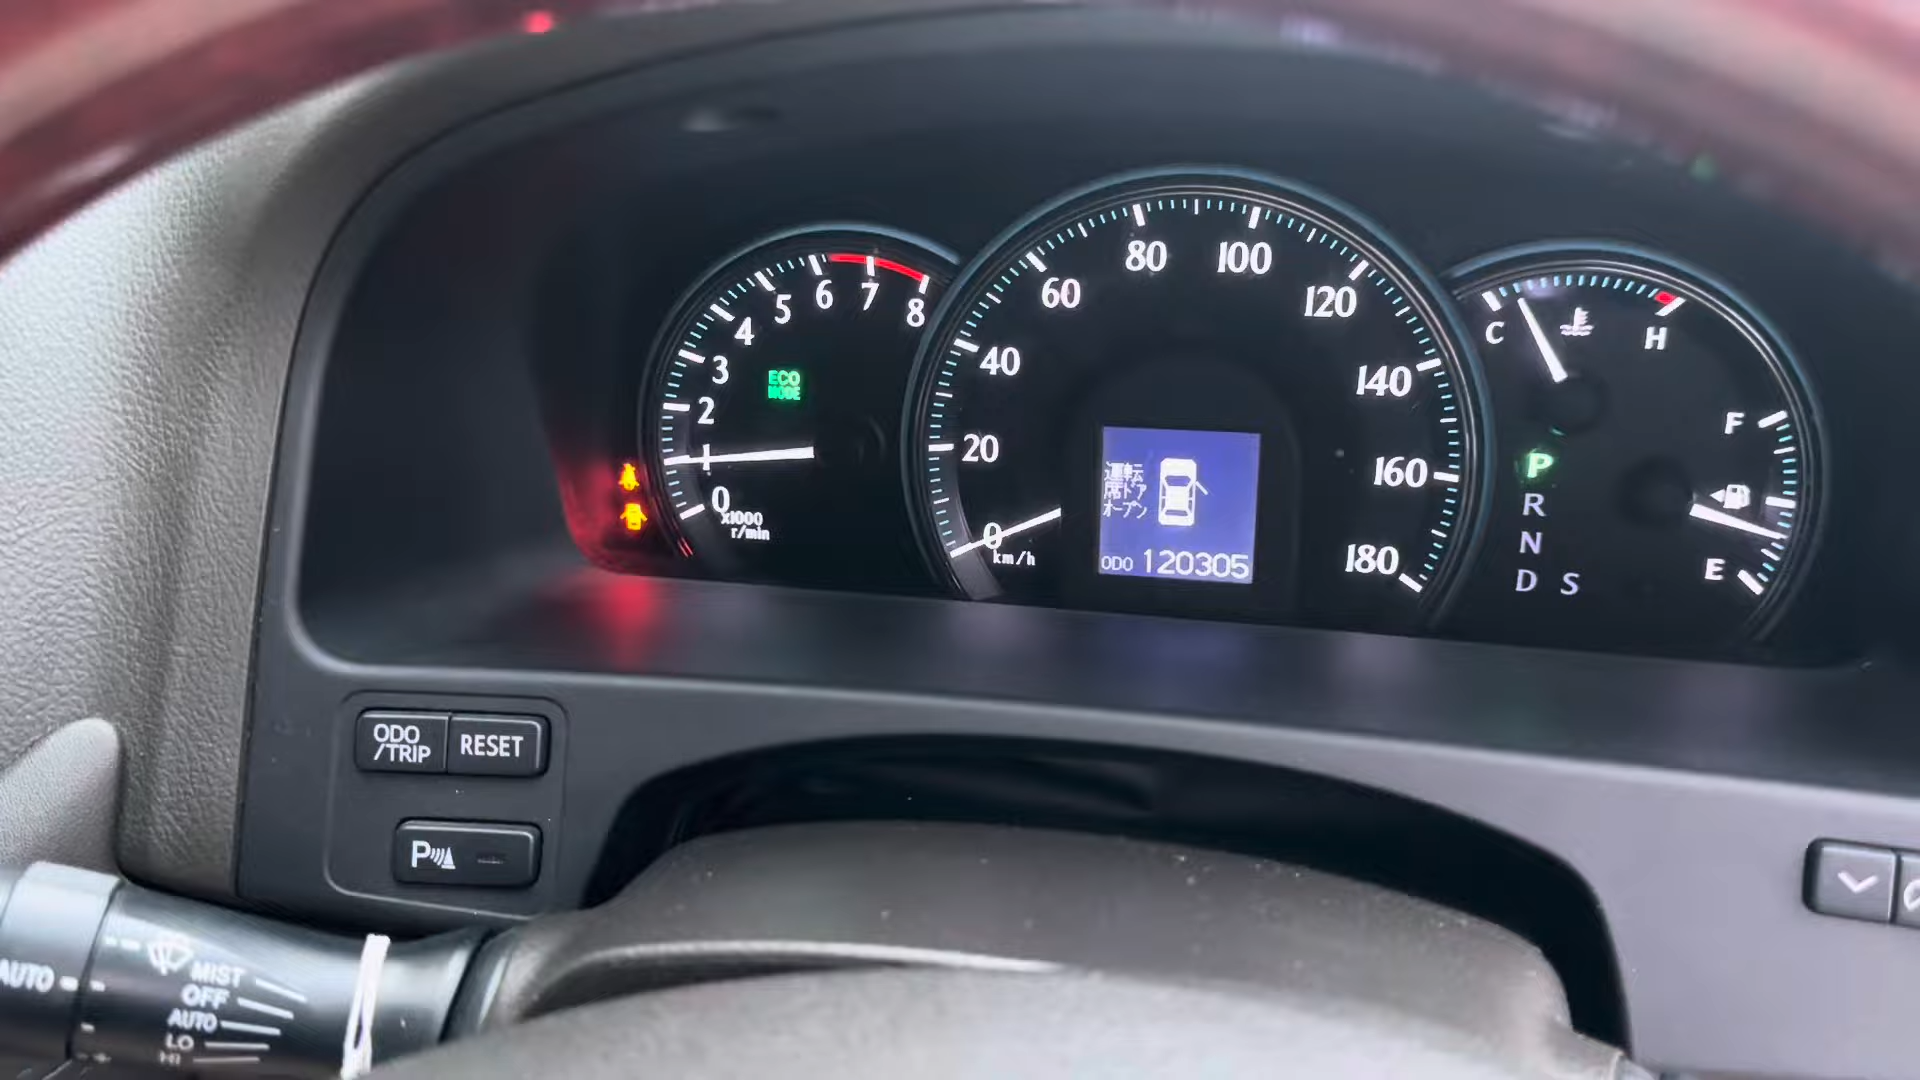 0
1
2
3
4
5
6
7
8
x1000
r/min
ECO
MODE
0
20
40
60
80
100
120
140
160
180
km/h
運転
席ドア
オープン
ODO 120305
C
H
F
E
P
R
N
D S
ODO
/TRIP
RESET
P
AUTO
MIST
OFF
AUTO
LO
HI